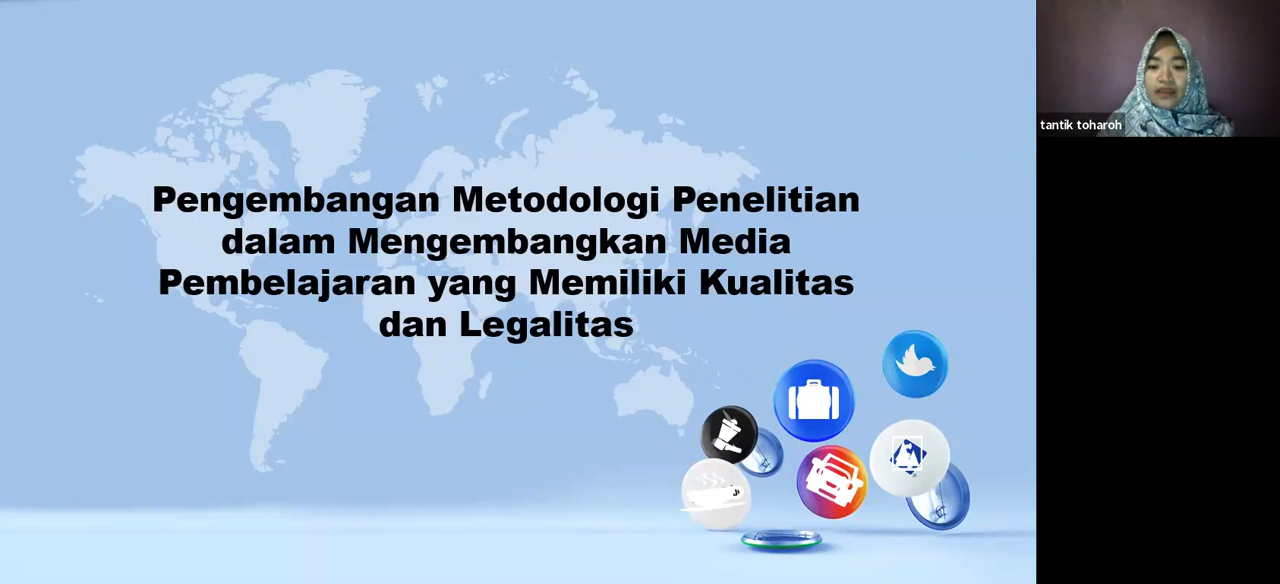 Pengembangan Metodologi Penelitian
dalam Mengembangkan Media
Pembelajaran yang Memiliki Kualitas
dan Legalitas
tantik toharoh